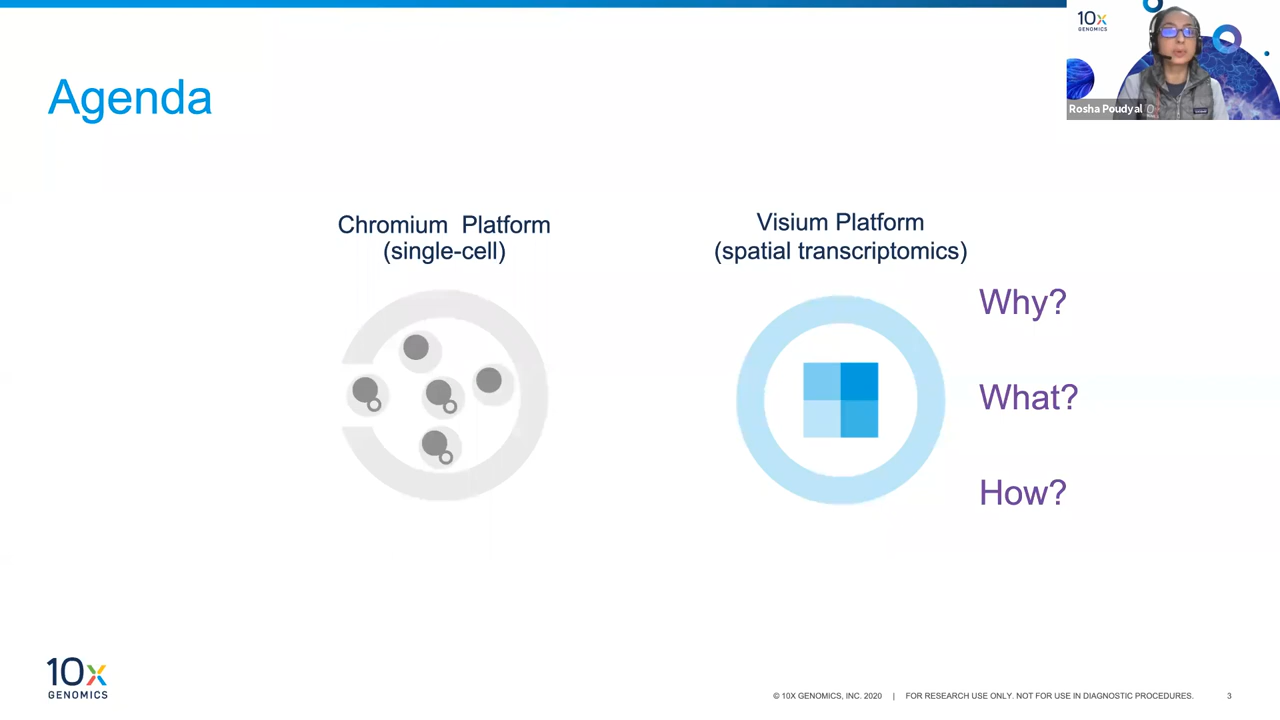 Agenda
10x
GENOMICS
Rosha Poudyal
Chromium Platform
(single-cell)
Visium Platform
(spatial transcriptomics)
Why?
What?
How?
10x
GENOMICS
© 10X GENOMICS, INC. 2020 | FOR RESEARCH USE ONLY. NOT FOR USE IN DIAGNOSTIC PROCEDURES. 3